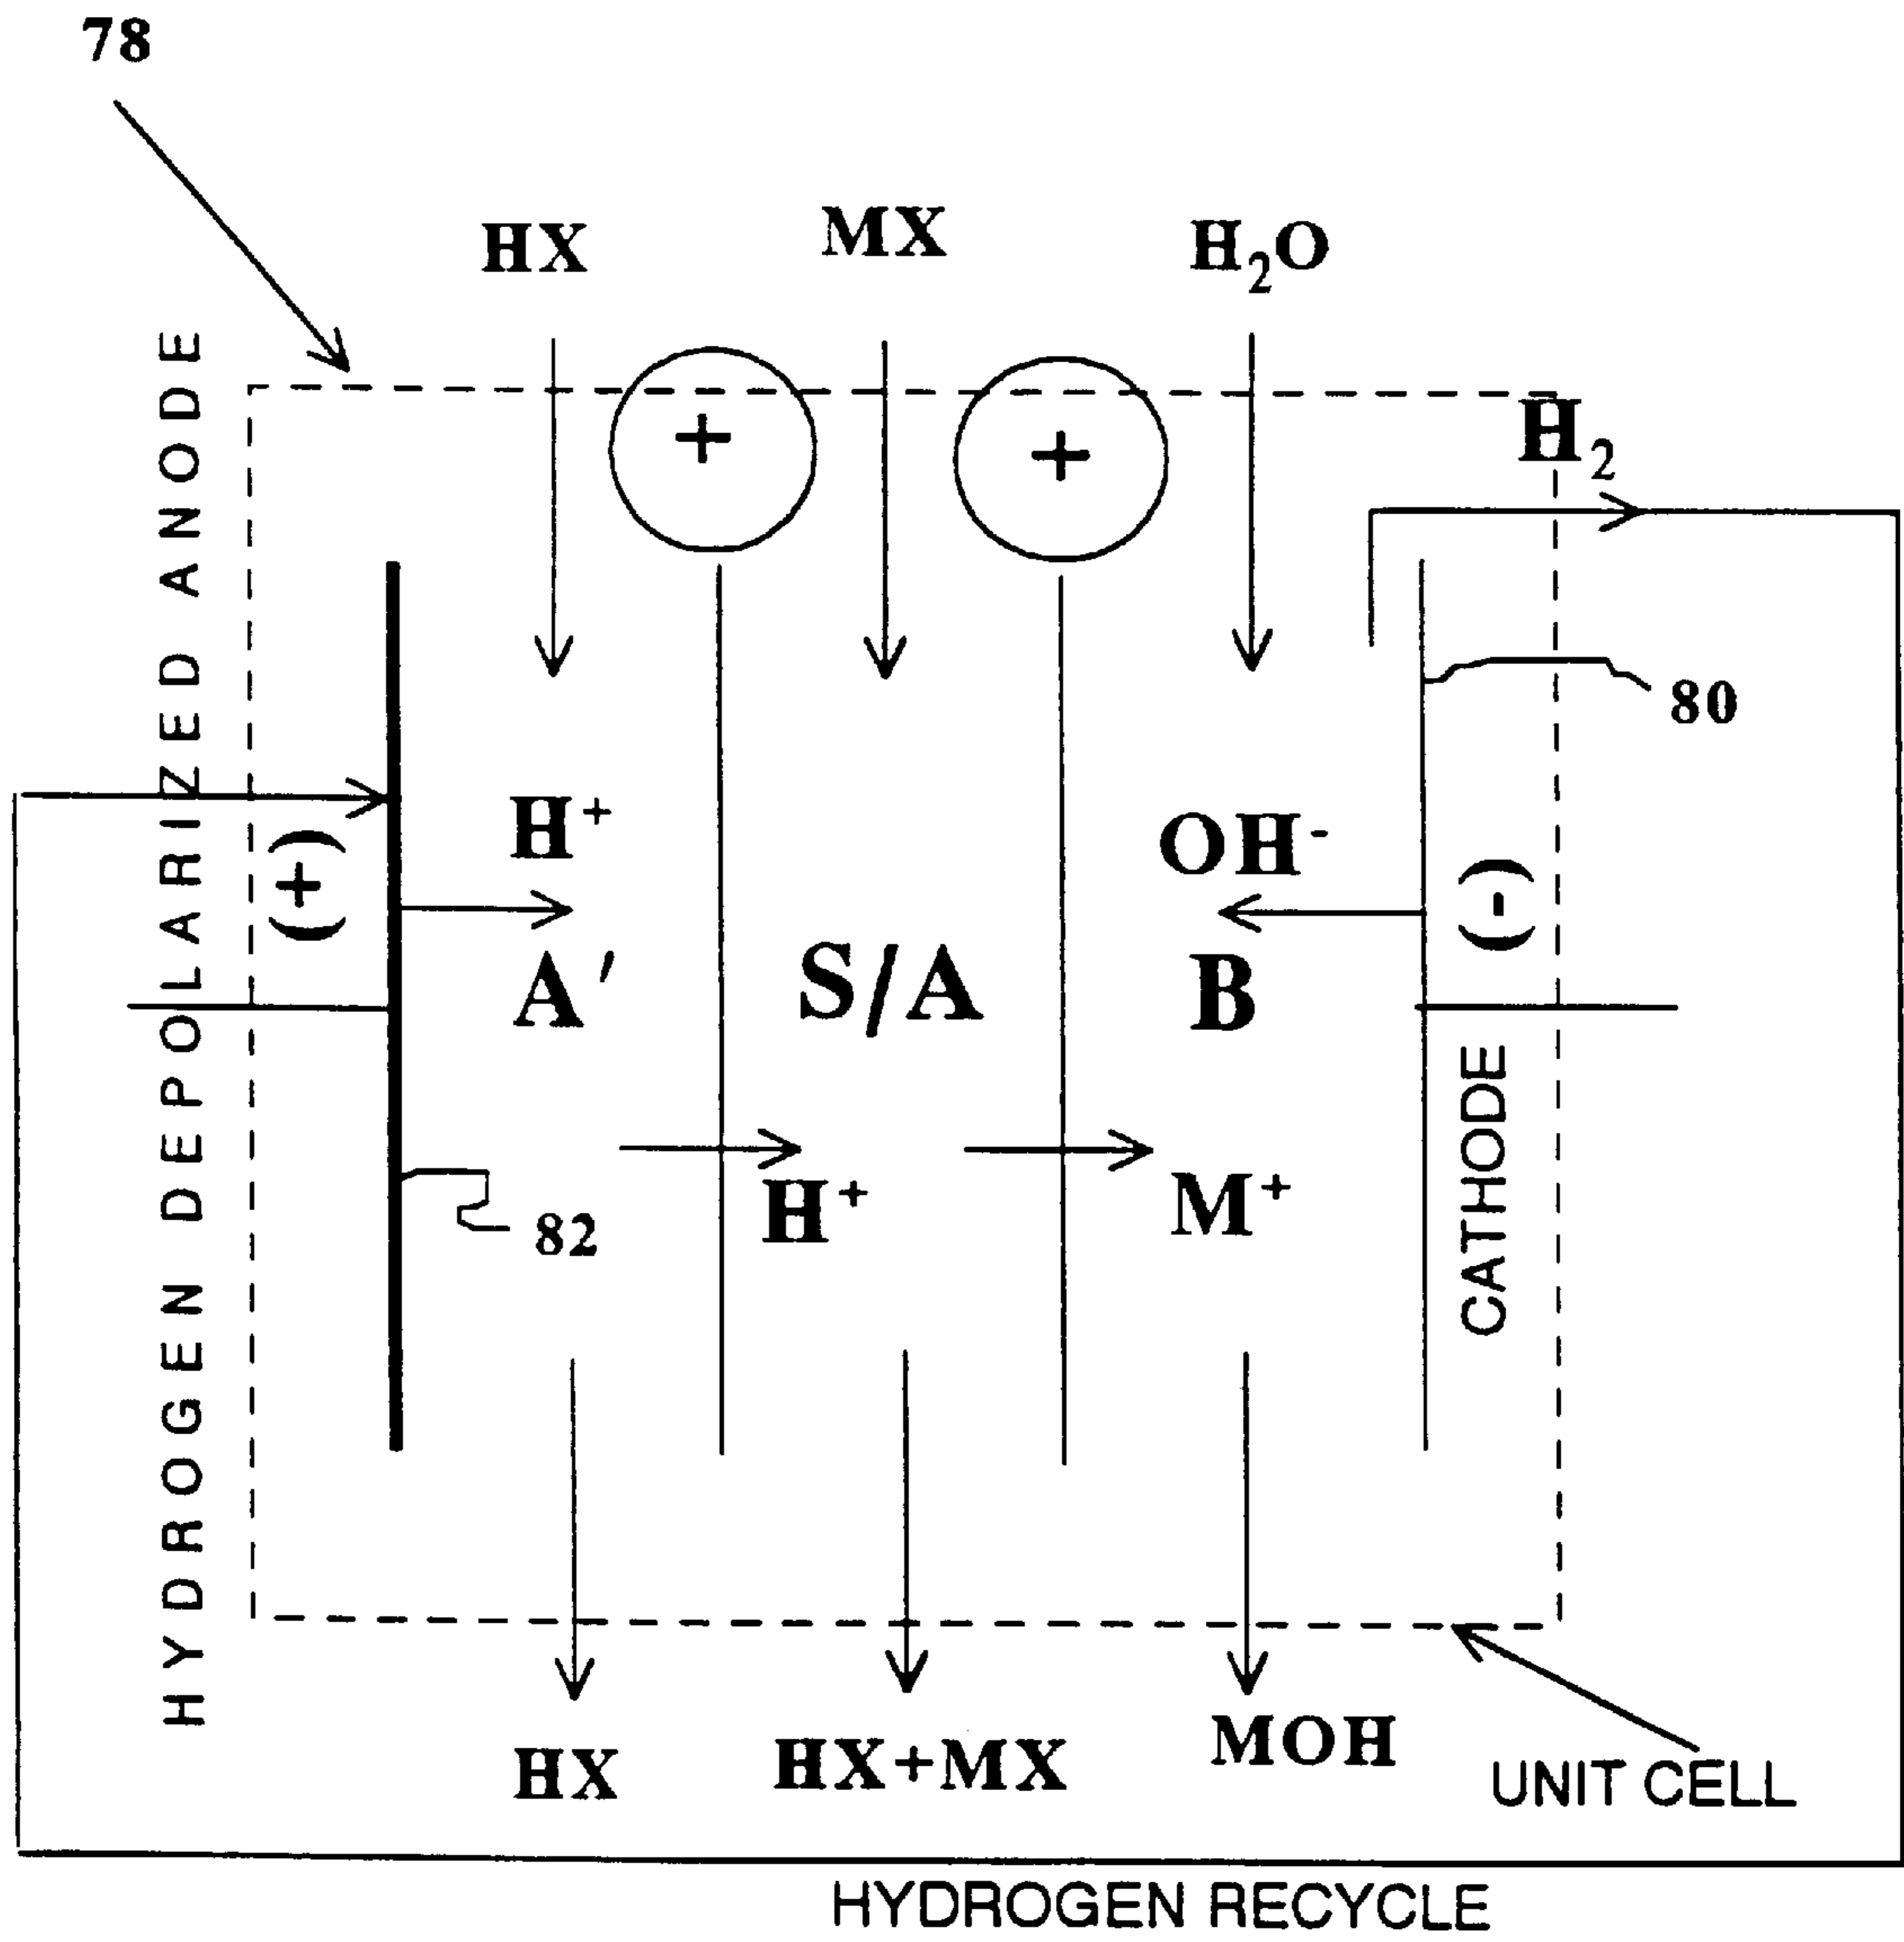 78
HX
MX
H₂O
+
+
H₂
80
HYDROGEN DEPOLARIZED ANODE
(+)
H⁺
OH⁻
(-)
A′
S/A
B
CATHODE
H⁺
M⁺
82
HX
HX+MX
MOH
UNIT CELL
HYDROGEN RECYCLE